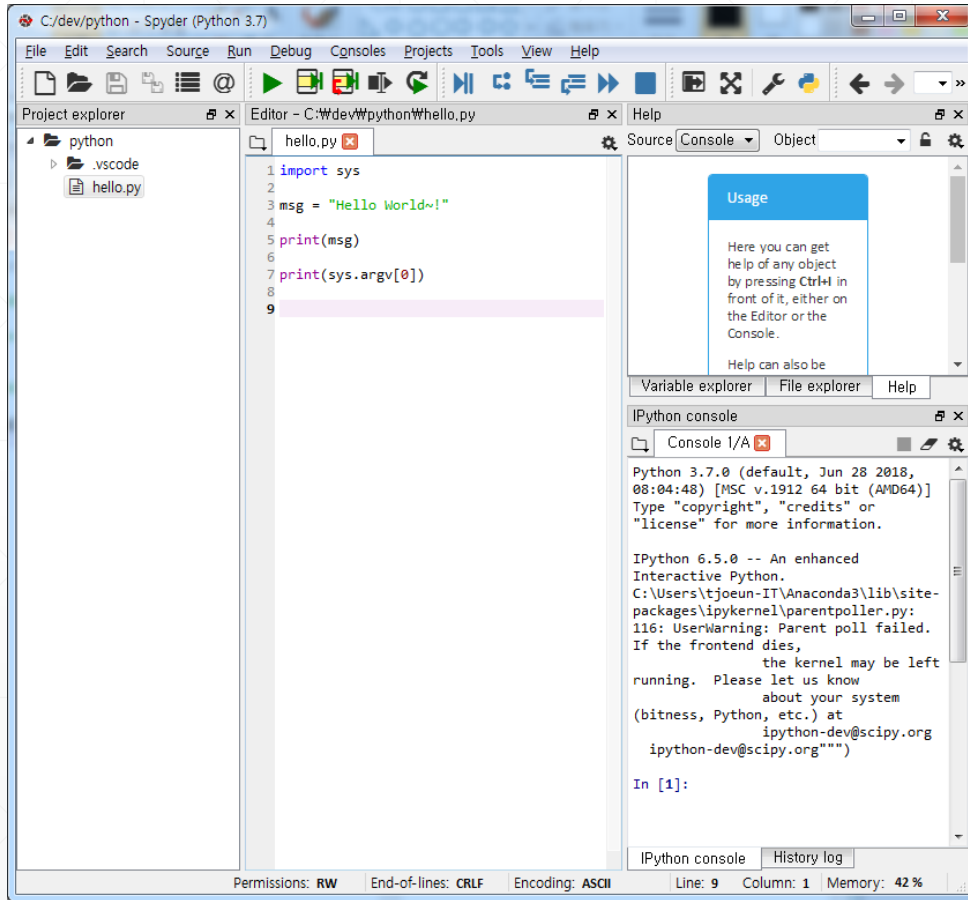 C:/dev/python - Spyder (Python 3.7)
File Edit Search Source Run Debug Consoles Projects Tools View Help
Project explorer
python
.vscode
hello.py
Editor - C:₩dev₩python₩hello.py
hello.py
1 import sys
2
3 msg = "Hello World~!"
4
5 print(msg)
6
7 print(sys.argv[0])
8
9
Help
Source Console Object
Usage
Here you can get
help of any object
by pressing Ctrl+I in
front of it, either on
the Editor or the
Console.
Help can also be
Variable explorer File explorer Help
IPython console
Console 1/A
Python 3.7.0 (default, Jun 28 2018,
08:04:48) [MSC v.1912 64 bit (AMD64)]
Type "copyright", "credits" or
"license" for more information.
IPython 6.5.0 -- An enhanced
Interactive Python.
C:\Users\tjoeun-IT\Anaconda3\lib\site-
packages\ipykernel\parentpoller.py:
116: UserWarning: Parent poll failed.
If the frontend dies,
the kernel may be left
running.  Please let us know
about your system
(bitness, Python, etc.) at
ipython-dev@scipy.org
ipython-dev@scipy.org""")
In [1]:
IPython console History log
Permissions: RW End-of-lines: CRLF Encoding: ASCII Line: 9 Column: 1 Memory: 42 %